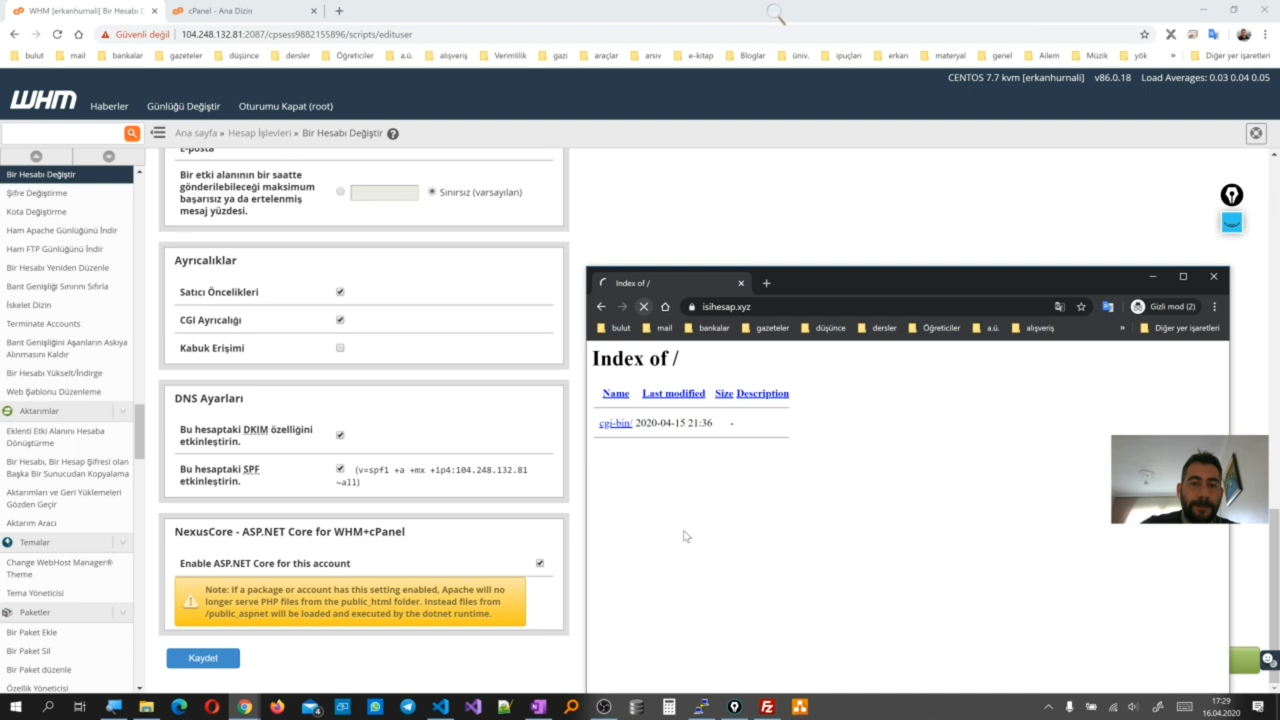 WHM [erkanhurnali] Bir Hesabı D
cPanel - Ana Dizin
Güvenli değil
104.248.132.81:2087/cpsess9882155896/scripts/edituser
bulut
mail
bankalar
gazeteler
düşünce
dersler
Öğreticiler
a.ü.
alışveriş
Verimlilik
gazi
araçlar
arsiv
e-kitap
Bloglar
üniv.
ipuçları
erkan
materyal
genel
Ailem
Müzik
yök
»
Diğer yer işaretleri
CENTOS 7.7 kvm [erkanhurnali] v86.0.18 Load Averages: 0.03 0.04 0.05
WHM
Haberler
Günlüğü Değiştir
Oturumu Kapat (root)
Ana sayfa » Hesap İşlevleri » Bir Hesabı Değiştir
Bir Hesabı Değiştir
Şifre Değiştirme
Kota Değiştirme
Ham Apache Günlüğünü İndir
Ham FTP Günlüğünü İndir
Bir Hesabı Yeniden Düzenle
Bant Genişliği Sınırını Sıfırla
İskelet Dizin
Terminate Accounts
Bant Genişliğini Aşanların Askıya
Alınmasını Kaldır
Bir Hesabı Yükselt/İndirge
Web Şablonu Düzenleme
Aktarımlar
Eklenti Etki Alanını Hesaba
Dönüştürme
Bir Hesabı, Bir Hesap Şifresi olan
Başka Bir Sunucudan Kopyalama
Aktarımları ve Geri Yüklemeleri
Gözden Geçir
Aktarım Aracı
Temalar
Change WebHost Manager®
Theme
Tema Yöneticisi
Paketler
Bir Paket Ekle
Bir Paket Sil
Bir Paket düzenle
Özellik Yöneticisi
E-posta
Bir etki alanının bir saatte
gönderilebileceği maksimum
başarısız ya da ertelenmiş
mesaj yüzdesi.
Sınırsız (varsayılan)
Ayrıcalıklar
Satıcı Öncelikleri
CGI Ayrıcalığı
Kabuk Erişimi
DNS Ayarları
Bu hesaptaki DKIM özelliğini
etkinleştirin.
Bu hesaptaki SPF
etkinleştirin.
(v=spf1 +a +mx +ip4:104.248.132.81
~all)
NexusCore - ASP.NET Core for WHM+cPanel
Enable ASP.NET Core for this account
Note: If a package or account has this setting enabled, Apache will no
longer serve PHP files from the public_html folder. Instead files from
/public_aspnet will be loaded and executed by the dotnet runtime.
Kaydet
Index of /
isihesap.xyz
Gizli mod (2)
bulut
mail
bankalar
gazeteler
düşünce
dersler
Öğreticiler
a.ü.
alışveriş
»
Diğer yer işaretleri
Index of /
Name Last modified Size Description
cgi-bin/ 2020-04-15 21:36 -
4
17:29
16.04.2020